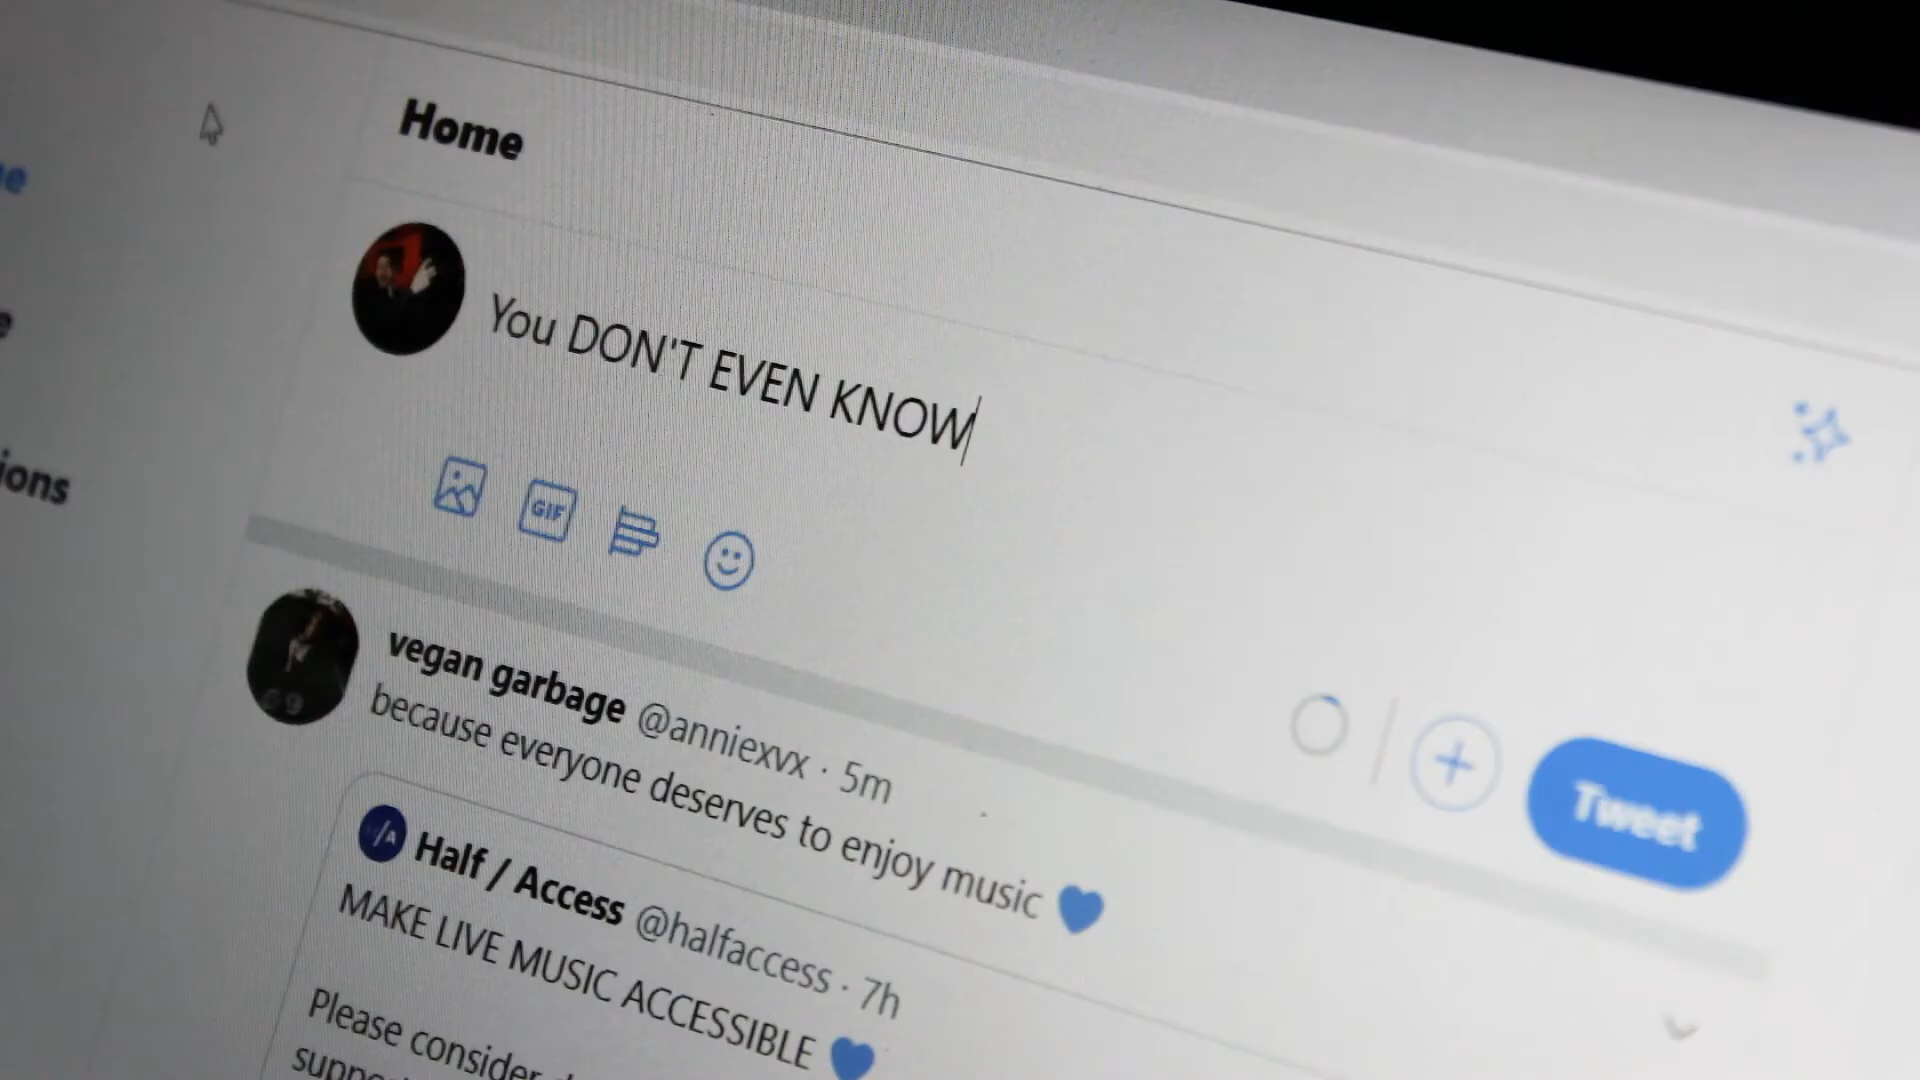 Home
You DON'T EVEN KNOW
GIF
vegan garbage @anniexvx · 5m
because everyone deserves to enjoy music 💙
Tweet
/A Half / Access @halfaccess · 7h
MAKE LIVE MUSIC ACCESSIBLE 💙
Please consider
ions